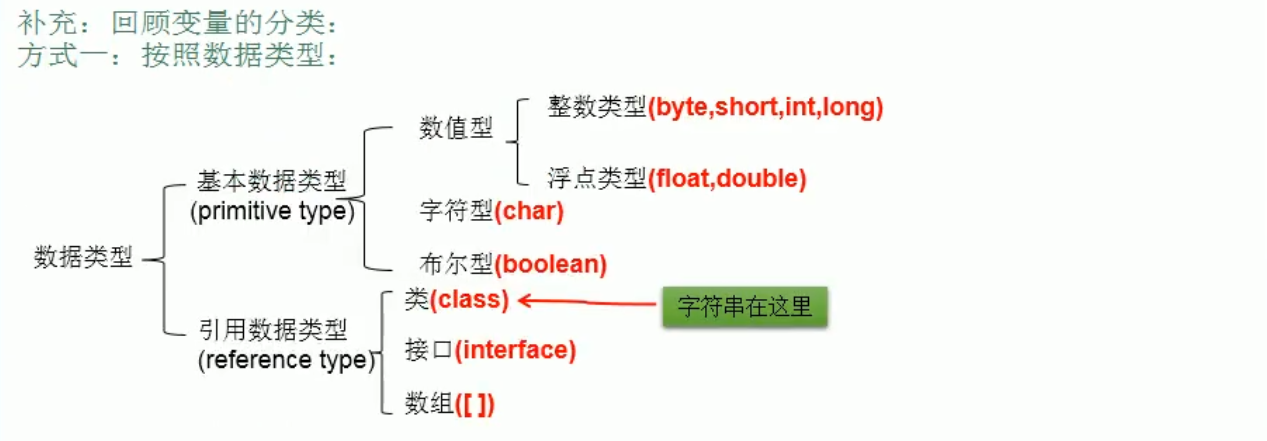 补充：回顾变量的分类：
方式一：按照数据类型：
整数类型(byte,short,int,long)
数值型
浮点类型(float,double)
基本数据类型
(primitive type)
字符型(char)
数据类型
布尔型(boolean)
类(class)
字符串在这里
引用数据类型
(reference type)
接口(interface)
数组([ ])